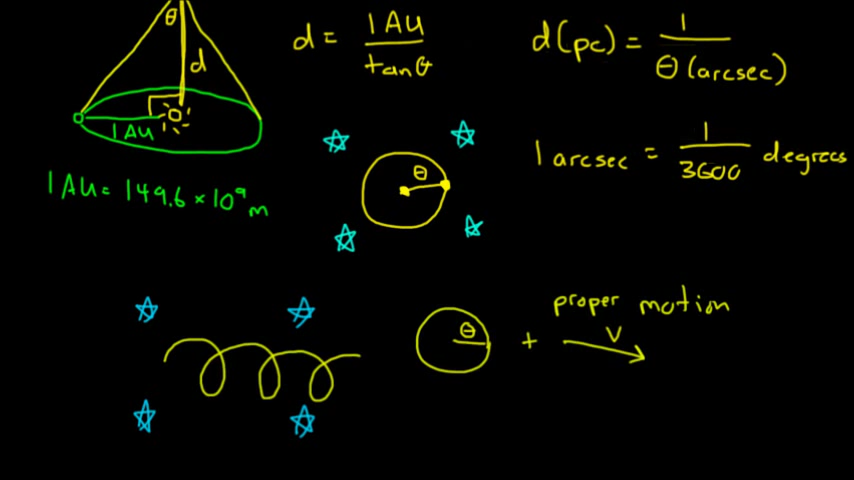 θ
d
1 AU
1 AU = 149.6 × 10⁹ m
d = 1 AU / tan θ
d(pc) = 1 / θ (arcsec)
θ
1 arcsec = 1 / 3600 degrees
θ
+
proper motion
v